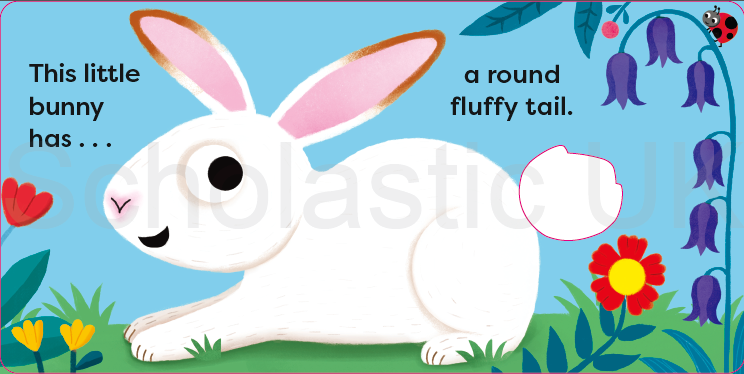 This little
bunny
has . . .
a round
fluffy tail.
Scholastic UK